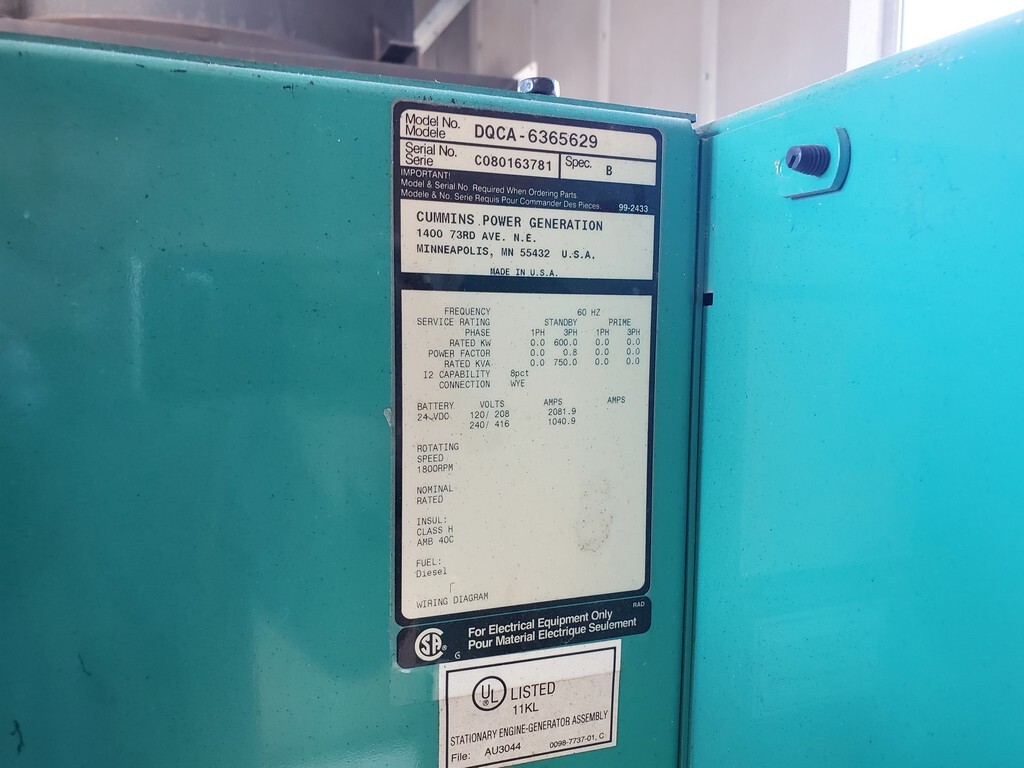 Model No. DQCA-6365629
Modele
Serial No. C080163781 Spec. B
Serie
IMPORTANT!
Model & Serial No. Required When Ordering Parts.
Modele & No. Serie Requis Pour Commander Des Pieces. 99-2433
CUMMINS POWER GENERATION
1400 73RD AVE. N.E.
MINNEAPOLIS, MN 55432 U.S.A.
MADE IN U.S.A.
FREQUENCY 60 HZ
SERVICE RATING STANDBY PRIME
PHASE 1PH 3PH 1PH 3PH
RATED KW 0.0 600.0 0.0 0.0
POWER FACTOR 0.0 0.8 0.0 0.0
RATED KVA 0.0 750.0 0.0 0.0
I2 CAPABILITY 8pct
CONNECTION WYE
BATTERY VOLTS AMPS AMPS
24 VDC 120/ 208 2081.9
240/ 416 1040.9
ROTATING
SPEED
1800RPM
NOMINAL
RATED
INSUL:
CLASS H
AMB 40C
FUEL:
Diesel
WIRING DIAGRAM
RAD
SA ® G For Electrical Equipment Only
Pour Material Electrique Seulement
UL ® LISTED
11KL
STATIONARY ENGINE-GENERATOR ASSEMBLY
File: AU3044 0098-7737-01, C